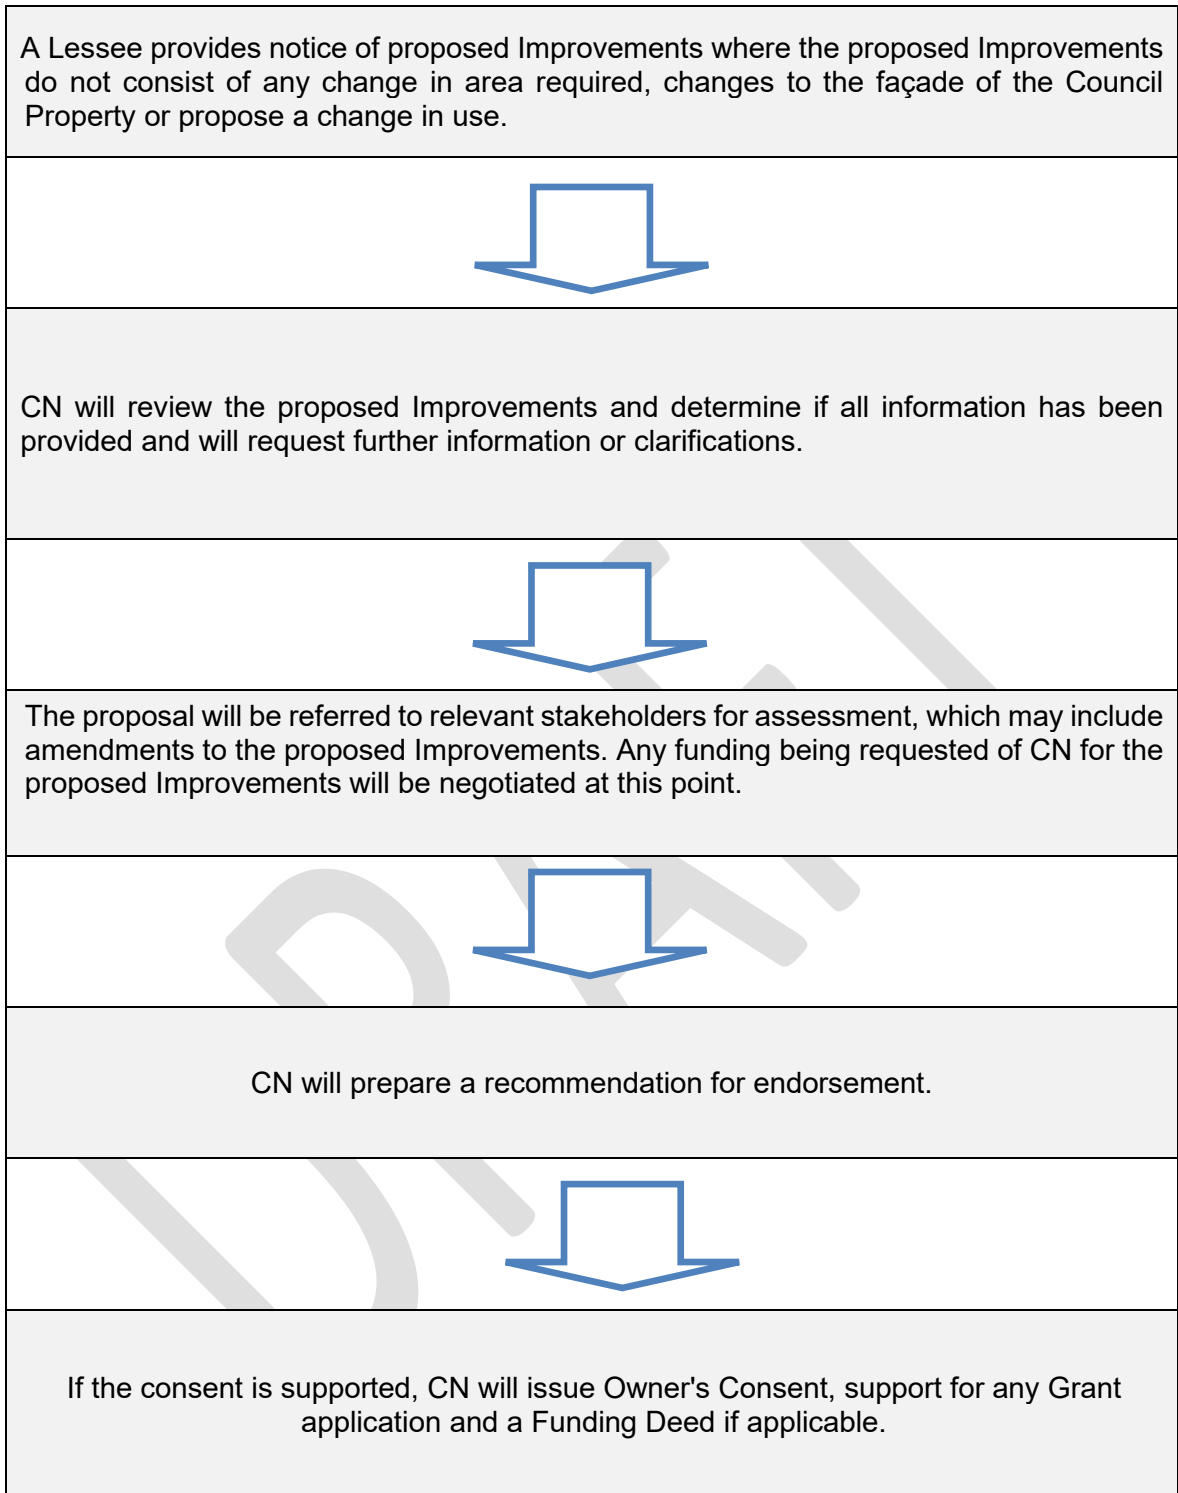 A Lessee provides notice of proposed Improvements where the proposed Improvements
do not consist of any change in area required, changes to the façade of the Council
Property or propose a change in use.
CN will review the proposed Improvements and determine if all information has been
provided and will request further information or clarifications.
The proposal will be referred to relevant stakeholders for assessment, which may include
amendments to the proposed Improvements. Any funding being requested of CN for the
proposed Improvements will be negotiated at this point.
CN will prepare a recommendation for endorsement.
If the consent is supported, CN will issue Owner's Consent, support for any Grant
application and a Funding Deed if applicable.
DRAFT